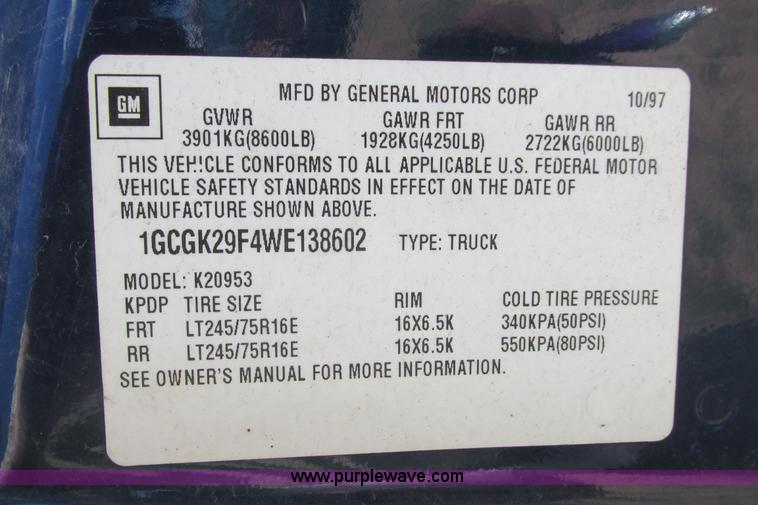 GM
MFD BY GENERAL MOTORS CORP 10/97
GVWR GAWR FRT GAWR RR
3901KG(8600LB) 1928KG(4250LB) 2722KG(6000LB)
THIS VEHICLE CONFORMS TO ALL APPLICABLE U.S. FEDERAL MOTOR
VEHICLE SAFETY STANDARDS IN EFFECT ON THE DATE OF
MANUFACTURE SHOWN ABOVE.
1GCGK29F4WE138602 TYPE: TRUCK
MODEL: K20953
KPDP TIRE SIZE RIM COLD TIRE PRESSURE
FRT LT245/75R16E 16X6.5K 340KPA(50PSI)
RR LT245/75R16E 16X6.5K 550KPA(80PSI)
SEE OWNER'S MANUAL FOR MORE INFORMATION.
www.purplewave.com